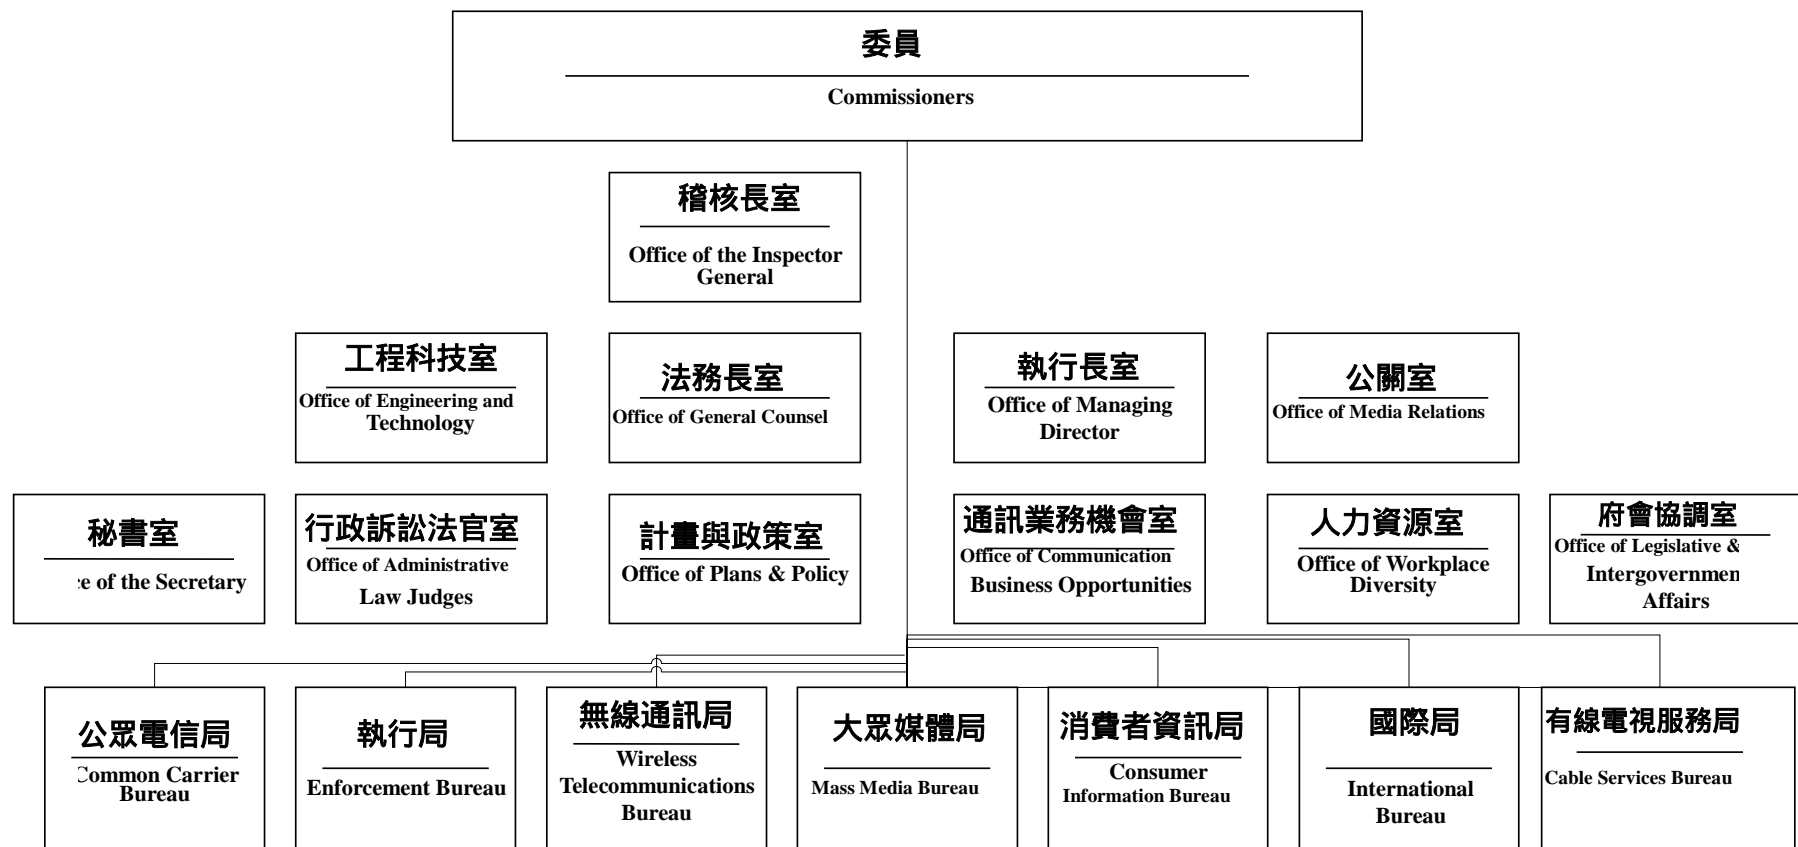 委員
Commissioners
稽核長室
Office of the Inspector
General
工程科技室
Office of Engineering and
Technology
法務長室
Office of General Counsel
執行長室
Office of Managing
Director
公關室
Office of Media Relations
秘書室
of the Secretary
行政訴訟法官室
Office of Administrative
Law Judges
計畫與政策室
Office of Plans & Policy
通訊業務機會室
Office of Communication
Business Opportunities
人力資源室
Office of Workplace
Diversity
府會協調室
Office of Legislative &
Intergovernmen
Affairs
公眾電信局
Common Carrier
Bureau
執行局
Enforcement Bureau
無線通訊局
Wireless
Telecommunications
Bureau
大眾媒體局
Mass Media Bureau
消費者資訊局
Consumer
Information Bureau
國際局
International
Bureau
有線電視服務局
Cable Services Bureau